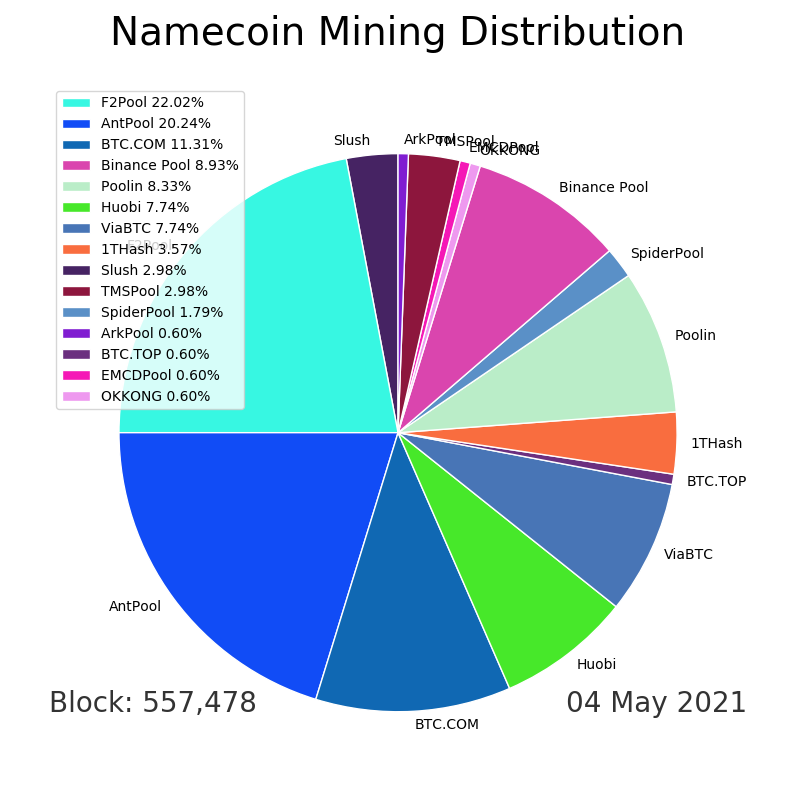 Namecoin Mining Distribution
F2Pool 22.02%
AntPool 20.24%
BTC.COM 11.31%
Binance Pool 8.93%
Poolin 8.33%
Huobi 7.74%
ViaBTC 7.74%
1THash 3.57%
Slush 2.98%
TMSPool 2.98%
SpiderPool 1.79%
ArkPool 0.60%
BTC.TOP 0.60%
EMCDPool 0.60%
OKKONG 0.60%
Slush
ArkPool
TMSPool
EMCDPool
OKKONG
Binance Pool
SpiderPool
Poolin
1THash
BTC.TOP
ViaBTC
Huobi
BTC.COM
AntPool
F2Pool
Block: 557,478
04 May 2021